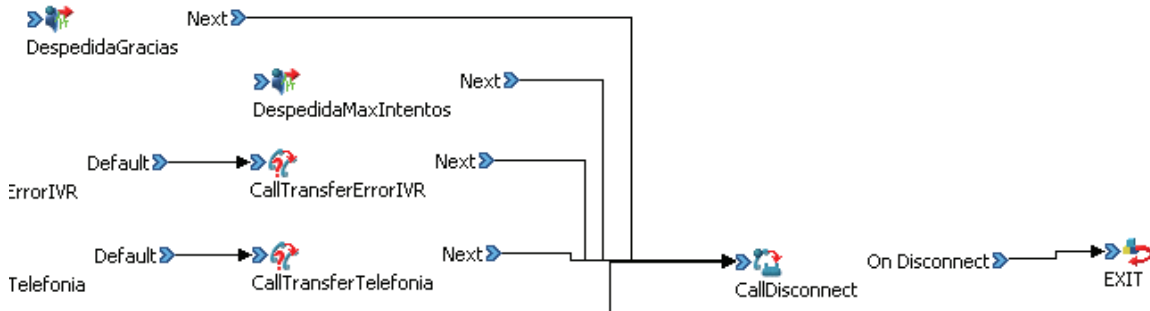 Next
DespedidaGracias
Next
DespedidaMaxIntentos
Default
Next
ErrorIVR
CallTransferErrorIVR
Default
Next
On Disconnect
Telefonia
CallTransferTelefonia
CallDisconnect
EXIT